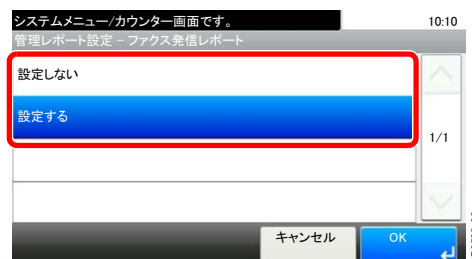 システムメニュー/カウンター画面です。
10:10
管理レポート設定 - ファクス発信レポート
設定しない
設定する
1/1
キャンセル
OK